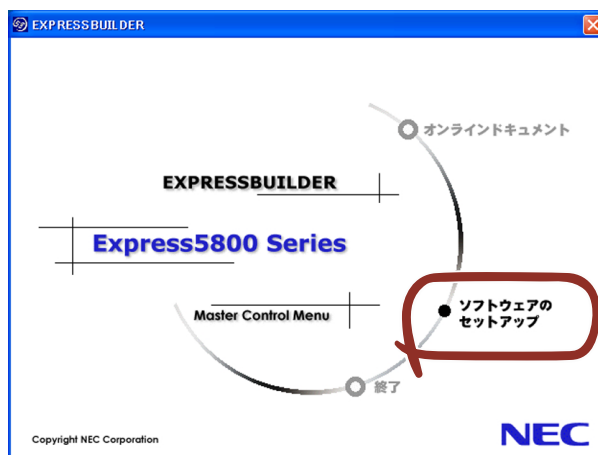 EXPRESSBUILDER
オンラインドキュメント
EXPRESSBUILDER
Express5800 Series
ソフトウェアの
セットアップ
Master Control Menu
終了
Copyright NEC Corporation
NEC